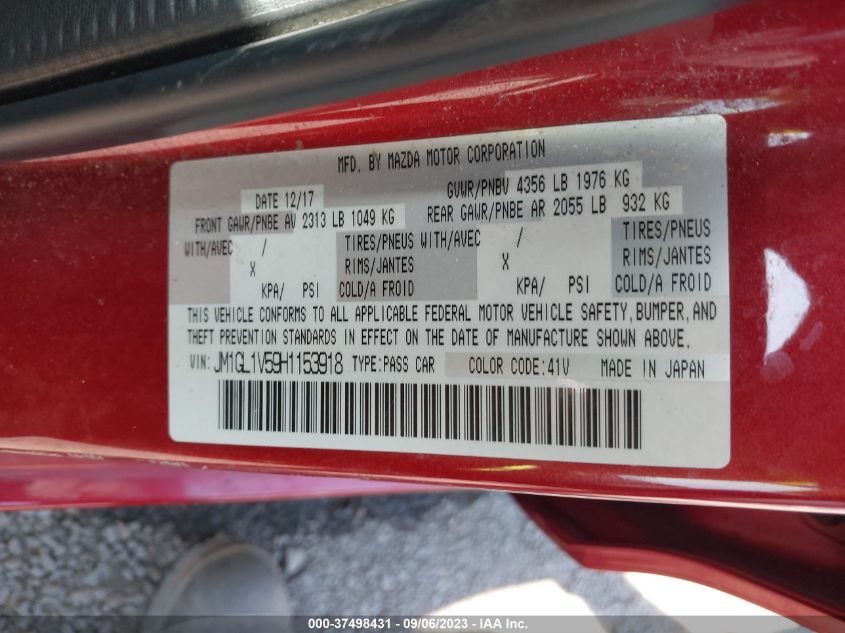 MFD. BY MAZDA MOTOR CORPORATION
DATE 12/17 GVWR/PNBV 4356 LB 1976 KG
FRONT GAWR/PNBE AV 2313 LB 1049 KG REAR GAWR/PNBE AR 2055 LB 932 KG
WITH/AVEC / TIRES/PNEUS WITH/AVEC / TIRES/PNEUS
X RIMS/JANTES X RIMS/JANTES
KPA/ PSI COLD/A FROID KPA/ PSI COLD/A FROID
THIS VEHICLE CONFORMS TO ALL APPLICABLE FEDERAL MOTOR VEHICLE SAFETY, BUMPER, AND
THEFT PREVENTION STANDARDS IN EFFECT ON THE DATE OF MANUFACTURE SHOWN ABOVE.
VIN: JM1GL1V59H1153918 TYPE:PASS CAR COLOR CODE:41V MADE IN JAPAN
000-37498431 - 09/06/2023 - © IAA Inc.